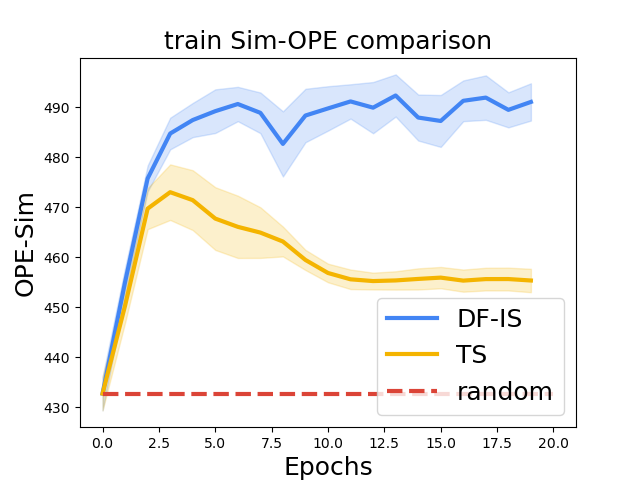 train Sim-OPE comparison
OPE-Sim
490
480
470
460
450
440
430
DF-IS
TS
random
0.0 2.5 5.0 7.5 10.0 12.5 15.0 17.5 20.0
Epochs